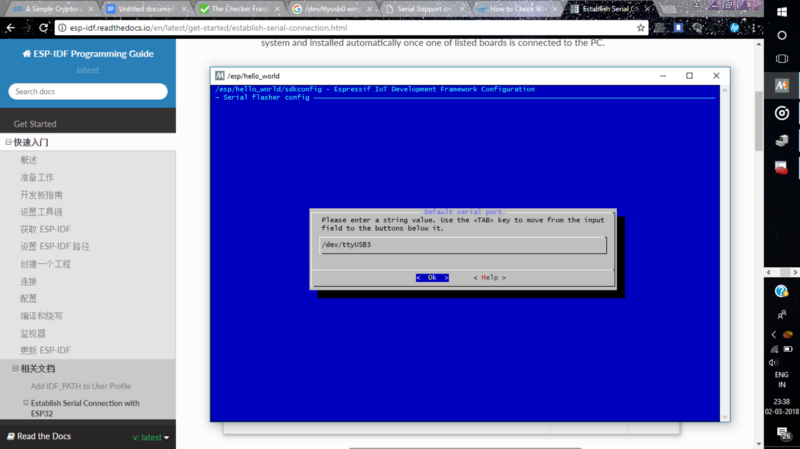 A Simple Cryptoc
Untitled documen
The Checker Fram
/dev/ttyusb0 win
Serial Support on
How to Check Wh
Establish Serial C
esp-idf.readthedocs.io/en/latest/get-started/establish-serial-connection.html
ESP-IDF Programming Guide
latest
Search docs
Get Started
快速入门
概述
准备工作
开发板指南
设置工具链
获取 ESP-IDF
设置 ESP-IDF 路径
创建一个工程
连接
配置
编译和烧写
监视器
更新 ESP-IDF
相关文档
Add IDF_PATH to User Profile
Establish Serial Connection with
ESP32
Read the Docs
v: latest
system and installed automatically once one of listed boards is connected to the PC.
/esp/hello_world
/esp/hello_world/sdkconfig - Espressif IoT Development Framework Configuration
→ Serial flasher config
Default serial port
Please enter a string value. Use the <TAB> key to move from the input
field to the buttons below it.
/dev/ttyUSB3
< Ok >
< Help >
ENG
IN
23:38
02-03-2018
26